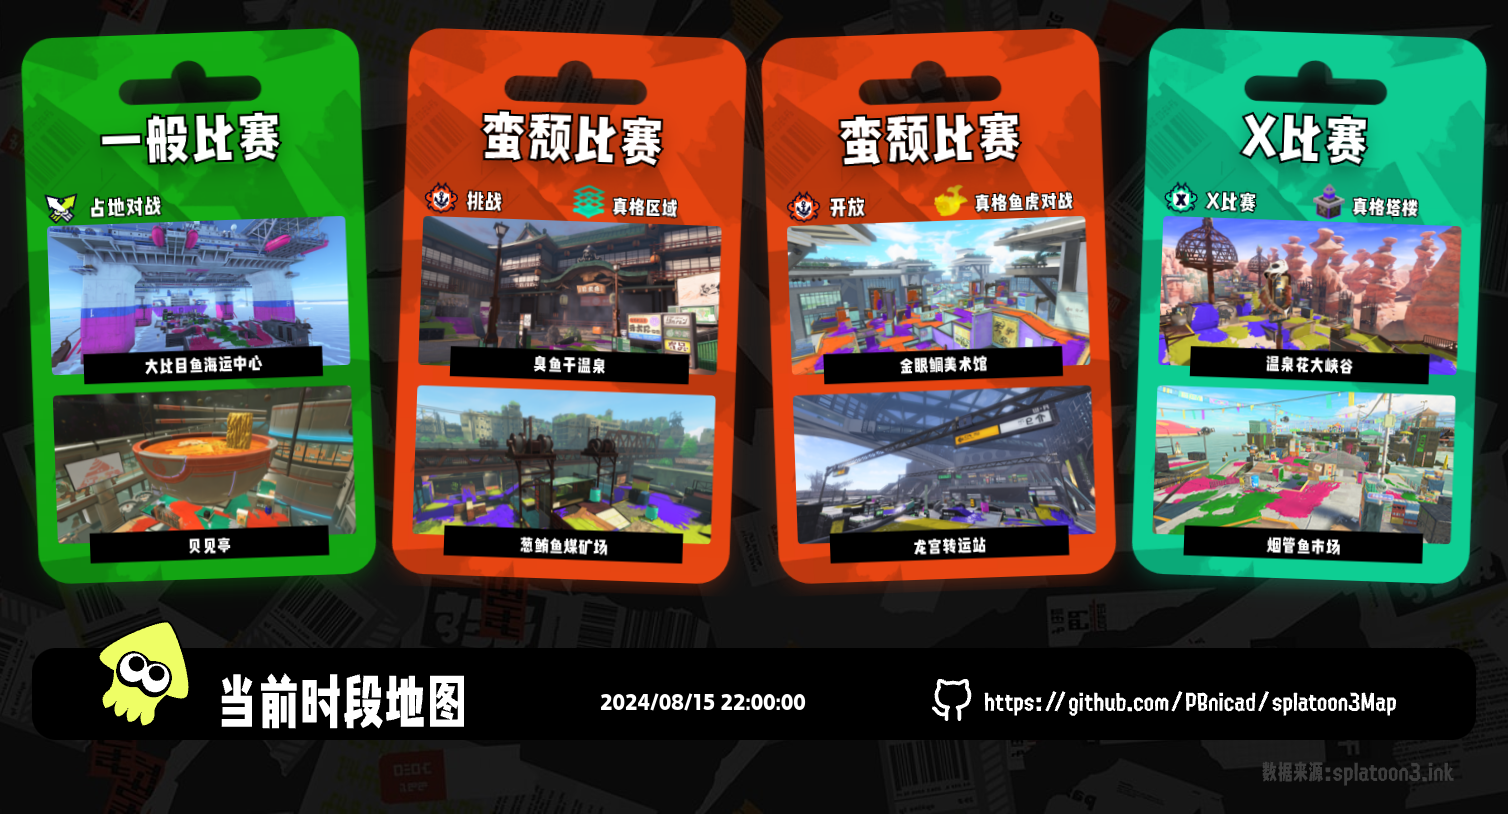 一般比赛
占地对战
大比目鱼海运中心
贝见亭
蛮颓比赛
挑战
真格区域
臭鱼干温泉
葱鲔鱼煤矿场
蛮颓比赛
开放
真格鱼虎对战
金眼鲷美术馆
龙宫转运站
X比赛
X比赛
真格塔楼
温泉花大峡谷
烟管鱼市场
当前时段地图
2024/08/15 22:00:00
https://github.com/PBnicad/splatoon3Map
数据来源:splatoon3.ink